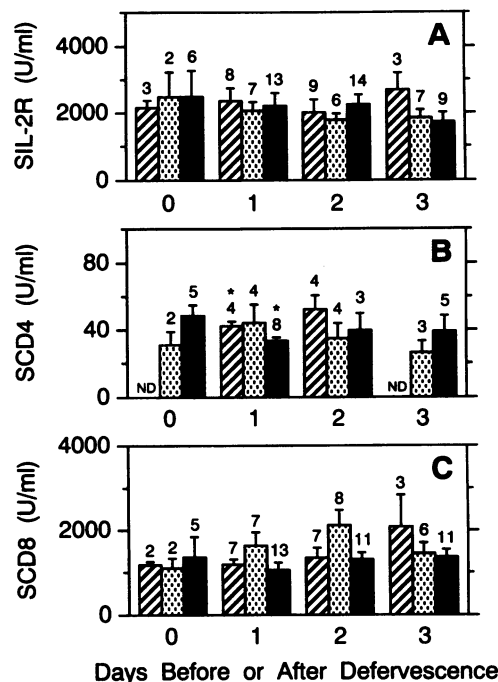 A
SIL-2R (U/ml)
4000
2000
0
3 2 6 8 7 13 9 6 14 3 7 9
0 1 2 3
B
SCD4 (U/ml)
80
40
0
ND 2 5 * 4 4 * 8 4 4 3 ND 3 5
0 1 2 3
C
SCD8 (U/ml)
4000
2000
0
2 2 5 7 7 13 7 8 11 3 6 11
0 1 2 3
Days Before or After Defervescence